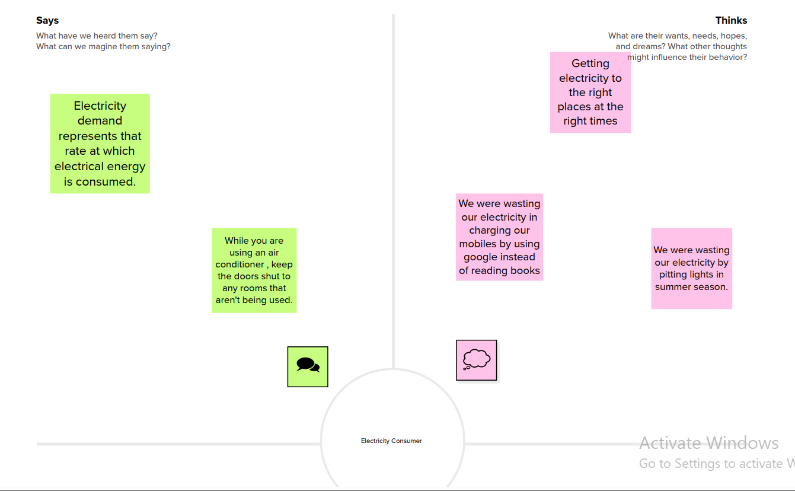 Says
What have we heard them say?
What can we magine them saying?
Thinks
What are their wants, needs, hopes,
and dreams? What other thoughts
might influence their behavior?
Electricity
demand
represents that
rate at which
electrical energy
is consumed.
While you are
using an air
conditioner , keep
the doors shut to
any rooms that
aren't being used.
Getting
electricity to
the right
places at the
right times
We were wasting
our electricity in
charging our
mobiles by using
google instead
of reading books
We were wasting
our electricity by
pitting lights in
summer season.
Electricity Consumer
Activate Windows
Go to Settings to activate W